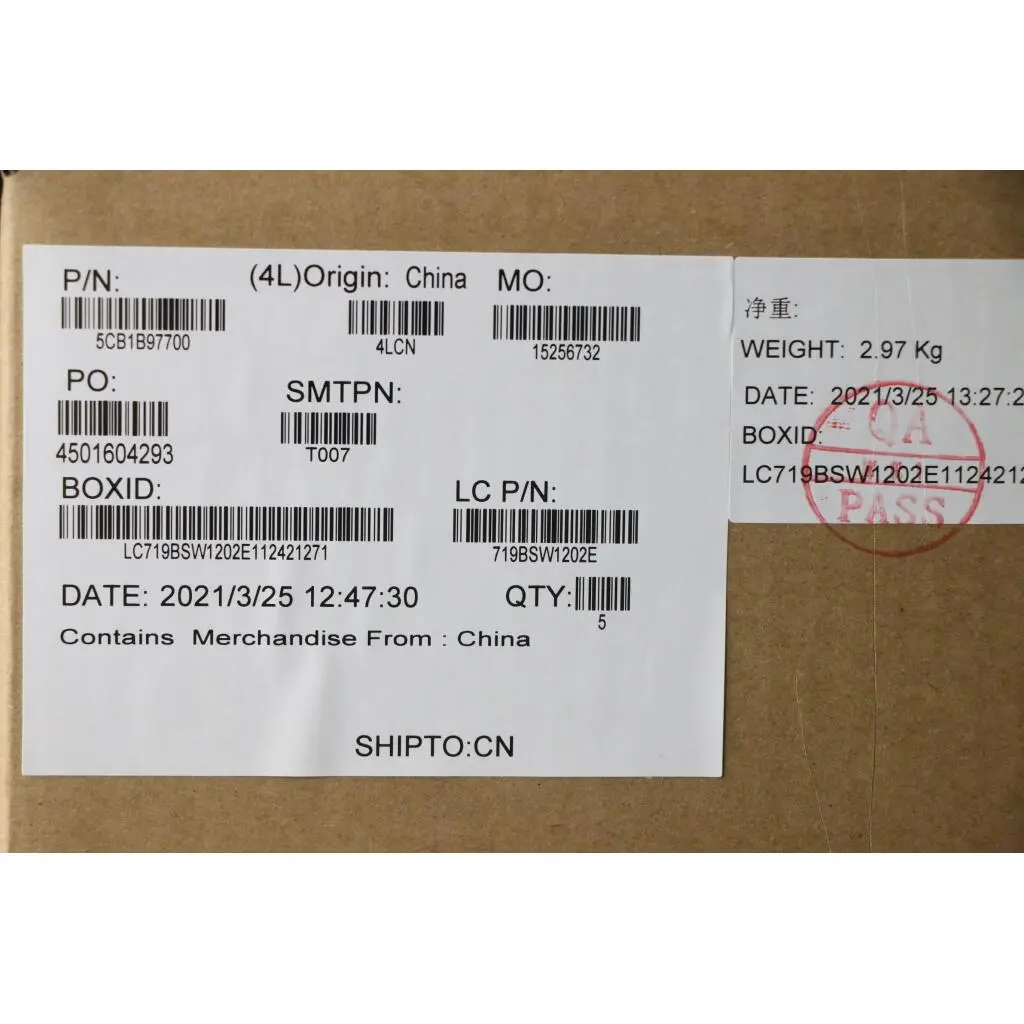 P/N:
5CB1B97700
(4L)Origin: China
4LCN
MO:
15256732
PO:
4501604293
SMTPN:
T007
BOXID:
LC719BSW1202E112421271
LC P/N:
719BSW1202E
DATE: 2021/3/25 12:47:30
QTY:
5
Contains Merchandise From : China
SHIPTO:CN
净重:
WEIGHT: 2.97 Kg
DATE: 2021/3/25 13:27:2
BOXID:
LC719BSW1202E1124212
QA
PASS